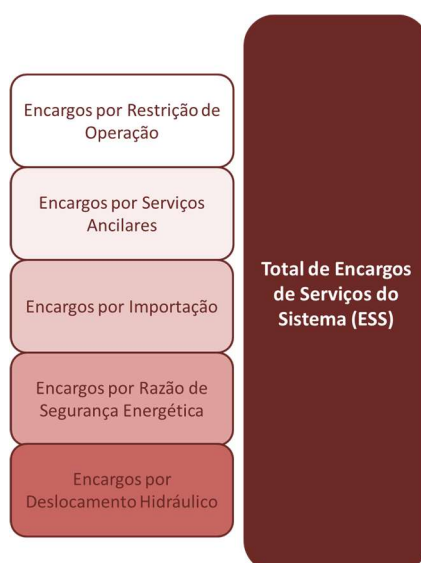 Encargos por Restrição de
Operação
Encargos por Serviços
Ancilares
Encargos por Importação
Encargos por Razão de
Segurança Energética
Encargos por
Deslocamento Hidráulico
Total de Encargos
de Serviços do
Sistema (ESS)